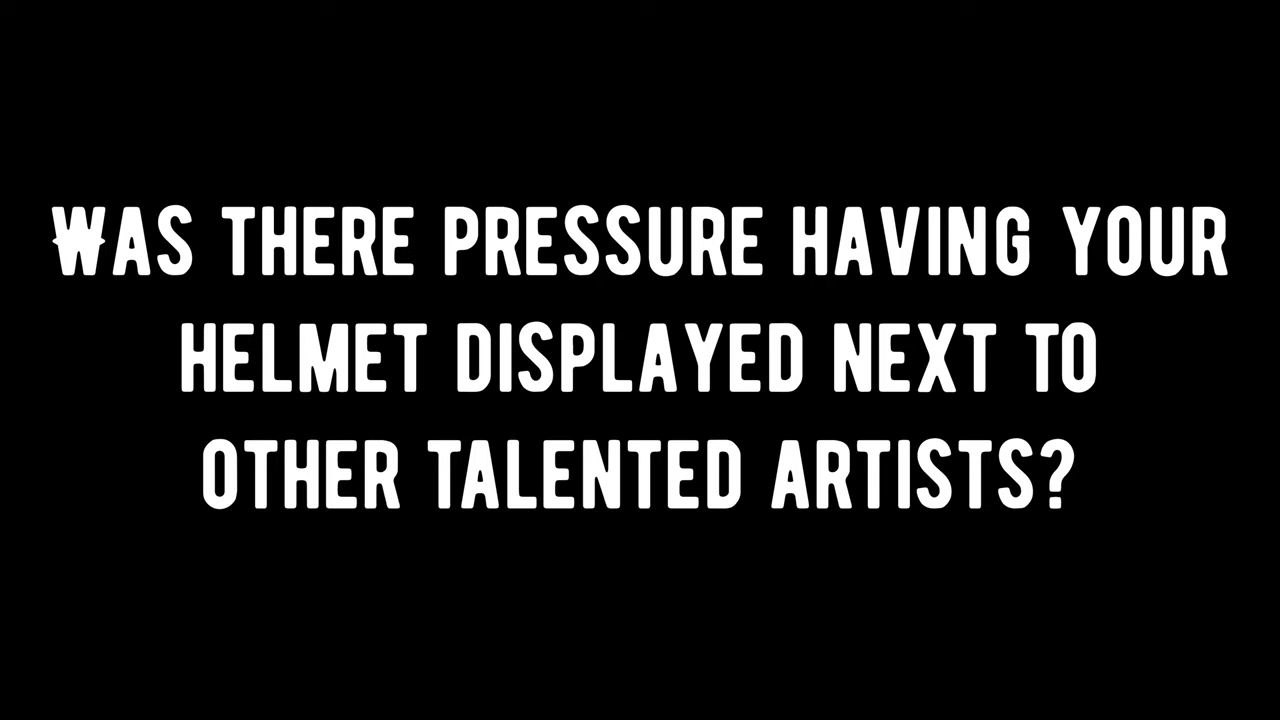 WAS THERE PRESSURE HAVING YOUR
HELMET DISPLAYED NEXT TO
OTHER TALENTED ARTISTS?